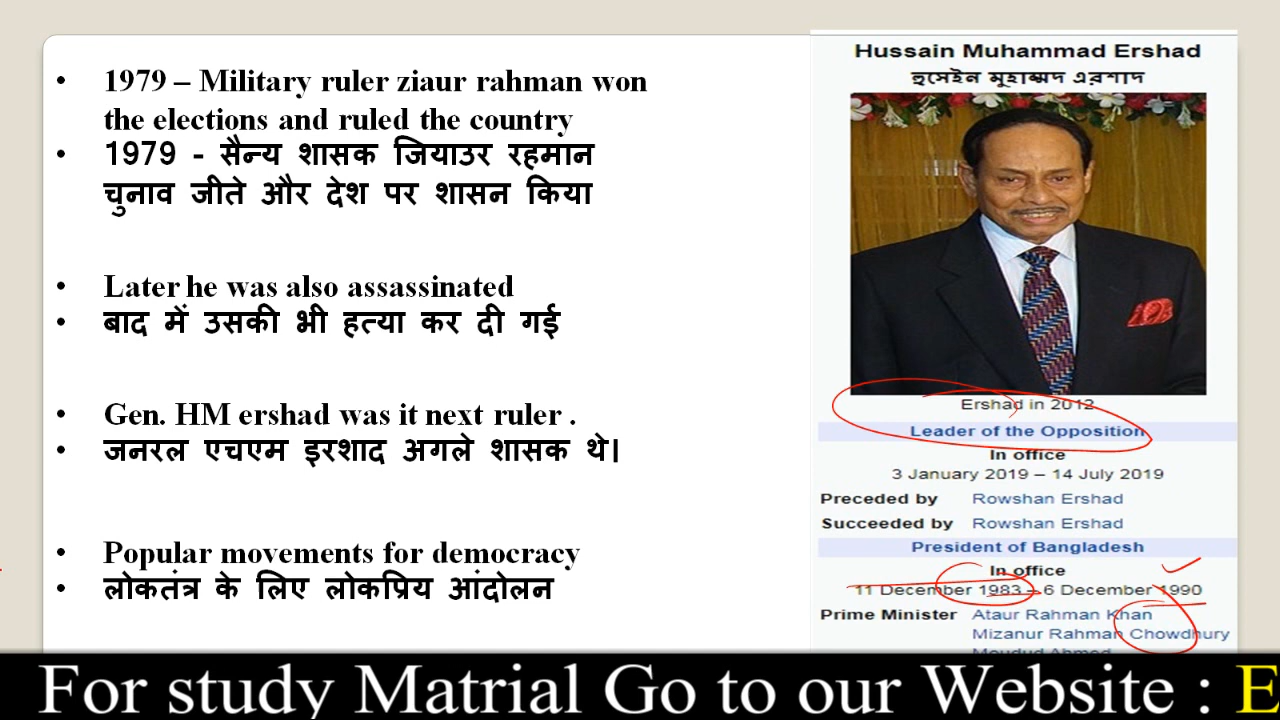 • 1979 – Military ruler ziaur rahman won
the elections and ruled the country
• 1979 - सैन्य शासक जियाउर रहमान
चुनाव जीते और देश पर शासन किया
• Later he was also assassinated
• बाद में उसकी भी हत्या कर दी गई
• Gen. HM ershad was it next ruler .
• जनरल एचएम इरशाद अगले शासक थे।
• Popular movements for democracy
• लोकतंत्र के लिए लोकप्रिय आंदोलन
Hussain Muhammad Ershad
হুসেইন মুহাম্মদ এরশাদ
Ershad in 2012
Leader of the Opposition
In office
3 January 2019 – 14 July 2019
Preceded by Rowshan Ershad
Succeeded by Rowshan Ershad
President of Bangladesh
In office
11 December 1983 – 6 December 1990
Prime Minister Ataur Rahman Khan
Mizanur Rahman Chowdhury
Moudud Ahmed
For study Matrial Go to our Website : E